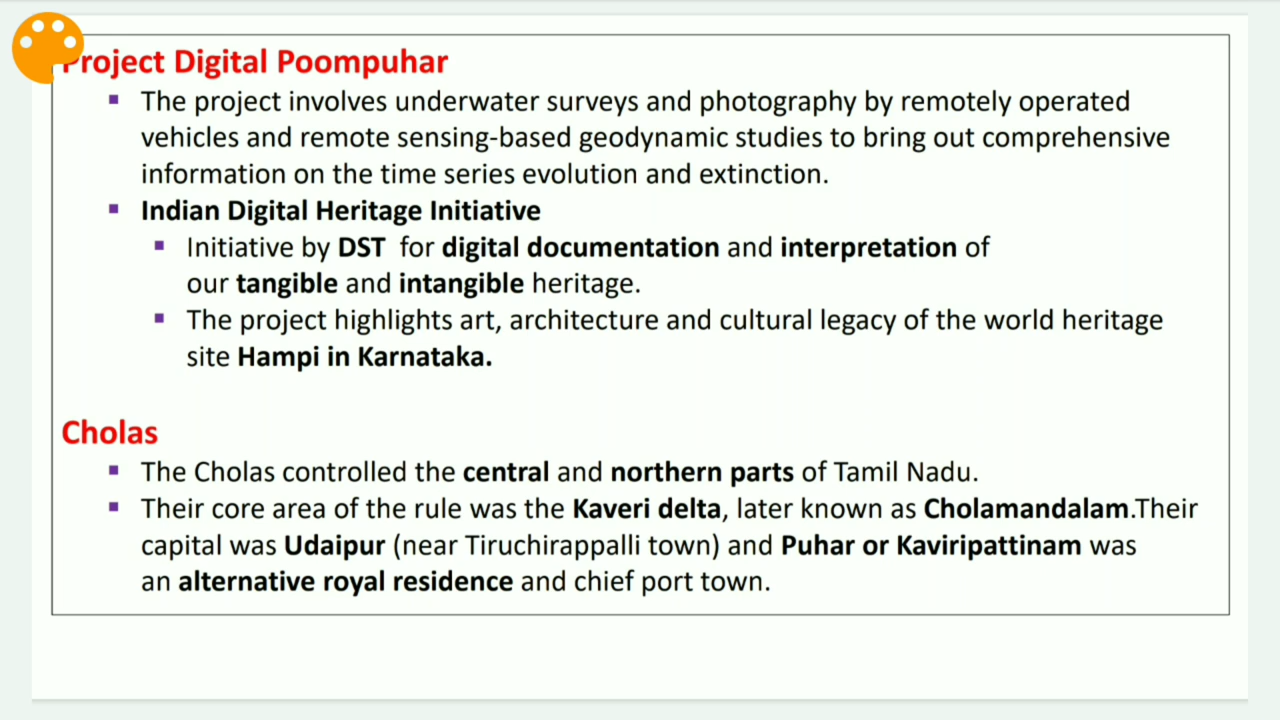 Project Digital Poompuhar
▪ The project involves underwater surveys and photography by remotely operated
vehicles and remote sensing-based geodynamic studies to bring out comprehensive
information on the time series evolution and extinction.
▪ Indian Digital Heritage Initiative
▪ Initiative by DST for digital documentation and interpretation of
our tangible and intangible heritage.
▪ The project highlights art, architecture and cultural legacy of the world heritage
site Hampi in Karnataka.
Cholas
▪ The Cholas controlled the central and northern parts of Tamil Nadu.
▪ Their core area of the rule was the Kaveri delta, later known as Cholamandalam.Their
capital was Udaipur (near Tiruchirappalli town) and Puhar or Kaviripattinam was
an alternative royal residence and chief port town.